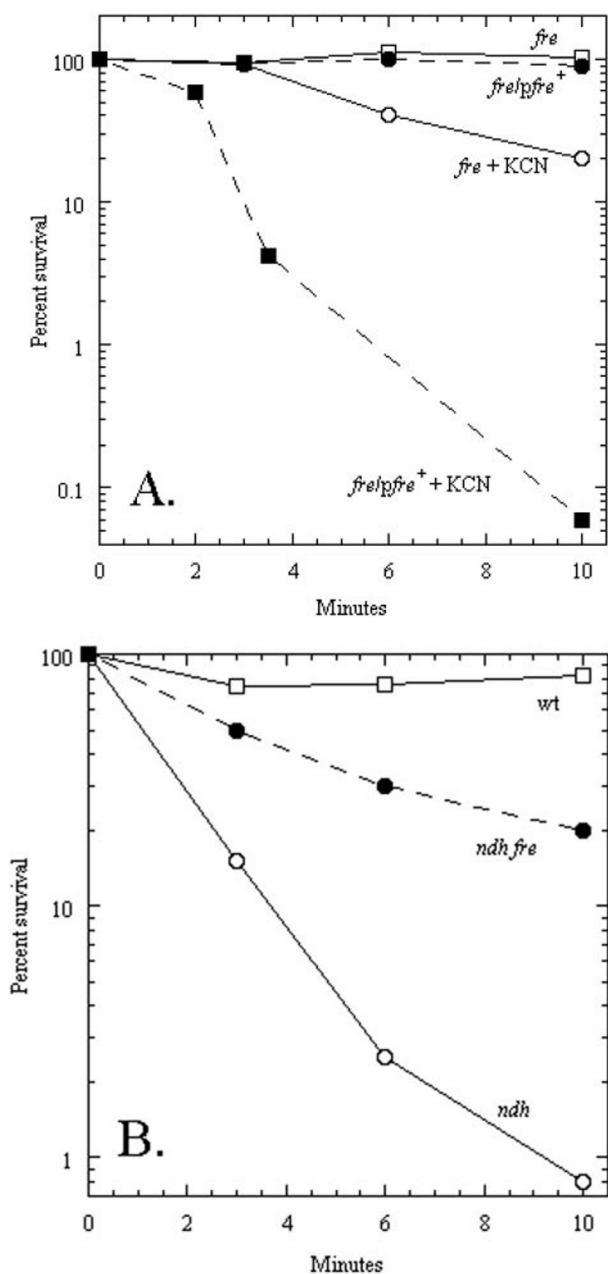 100
10
1
0.1
Percent survival
fre
fre/pfre+
fre + KCN
fre/pfre+ + KCN
A.
0 2 4 6 8 10
Minutes
100
10
1
Percent survival
wt
ndh fre
ndh
B.
0 2 4 6 8 10
Minutes